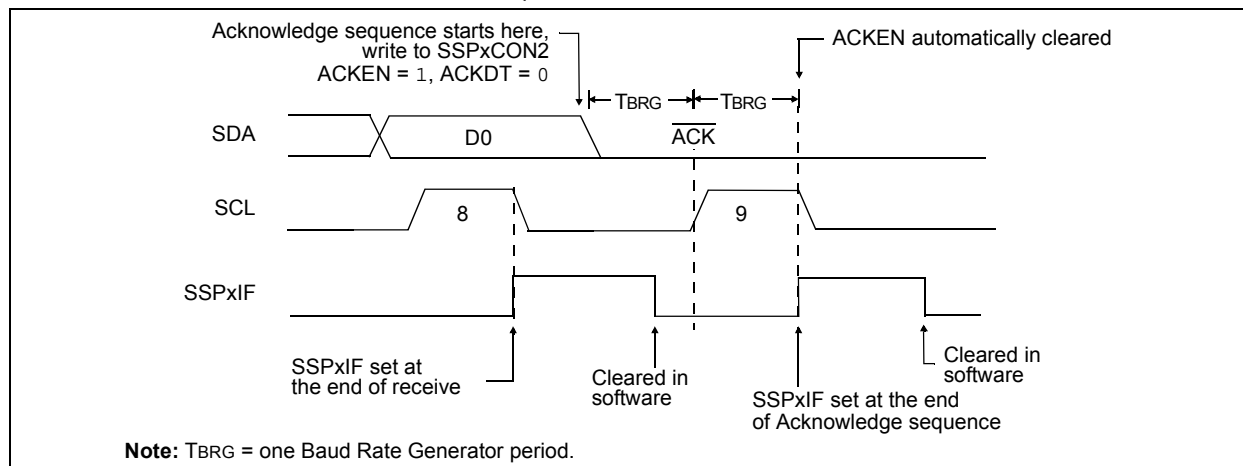 Acknowledge sequence starts here,
write to SSPxCON2
ACKEN = 1, ACKDT = 0
ACKEN automatically cleared
TBRG
TBRG
SDA
D0
ACK
SCL
8
9
SSPxIF
SSPxIF set at
the end of receive
Cleared in
software
SSPxIF set at the end
of Acknowledge sequence
Cleared in
software
Note: TBRG = one Baud Rate Generator period.